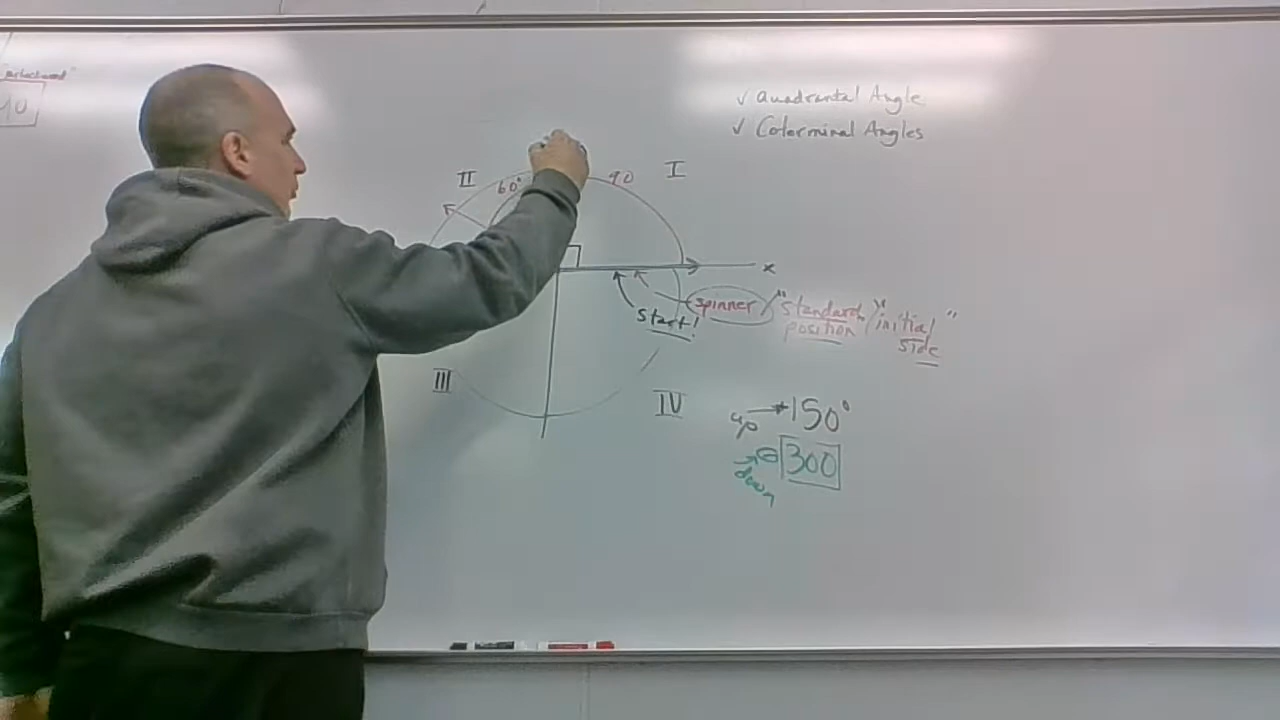 40
✓ Quadrantal Angle
✓ Coterminal Angles
II
60°
90
I
x
Start!
spinner / "standard position" / "initial side"
III
IV
up → +150°
down → ⊖ 300